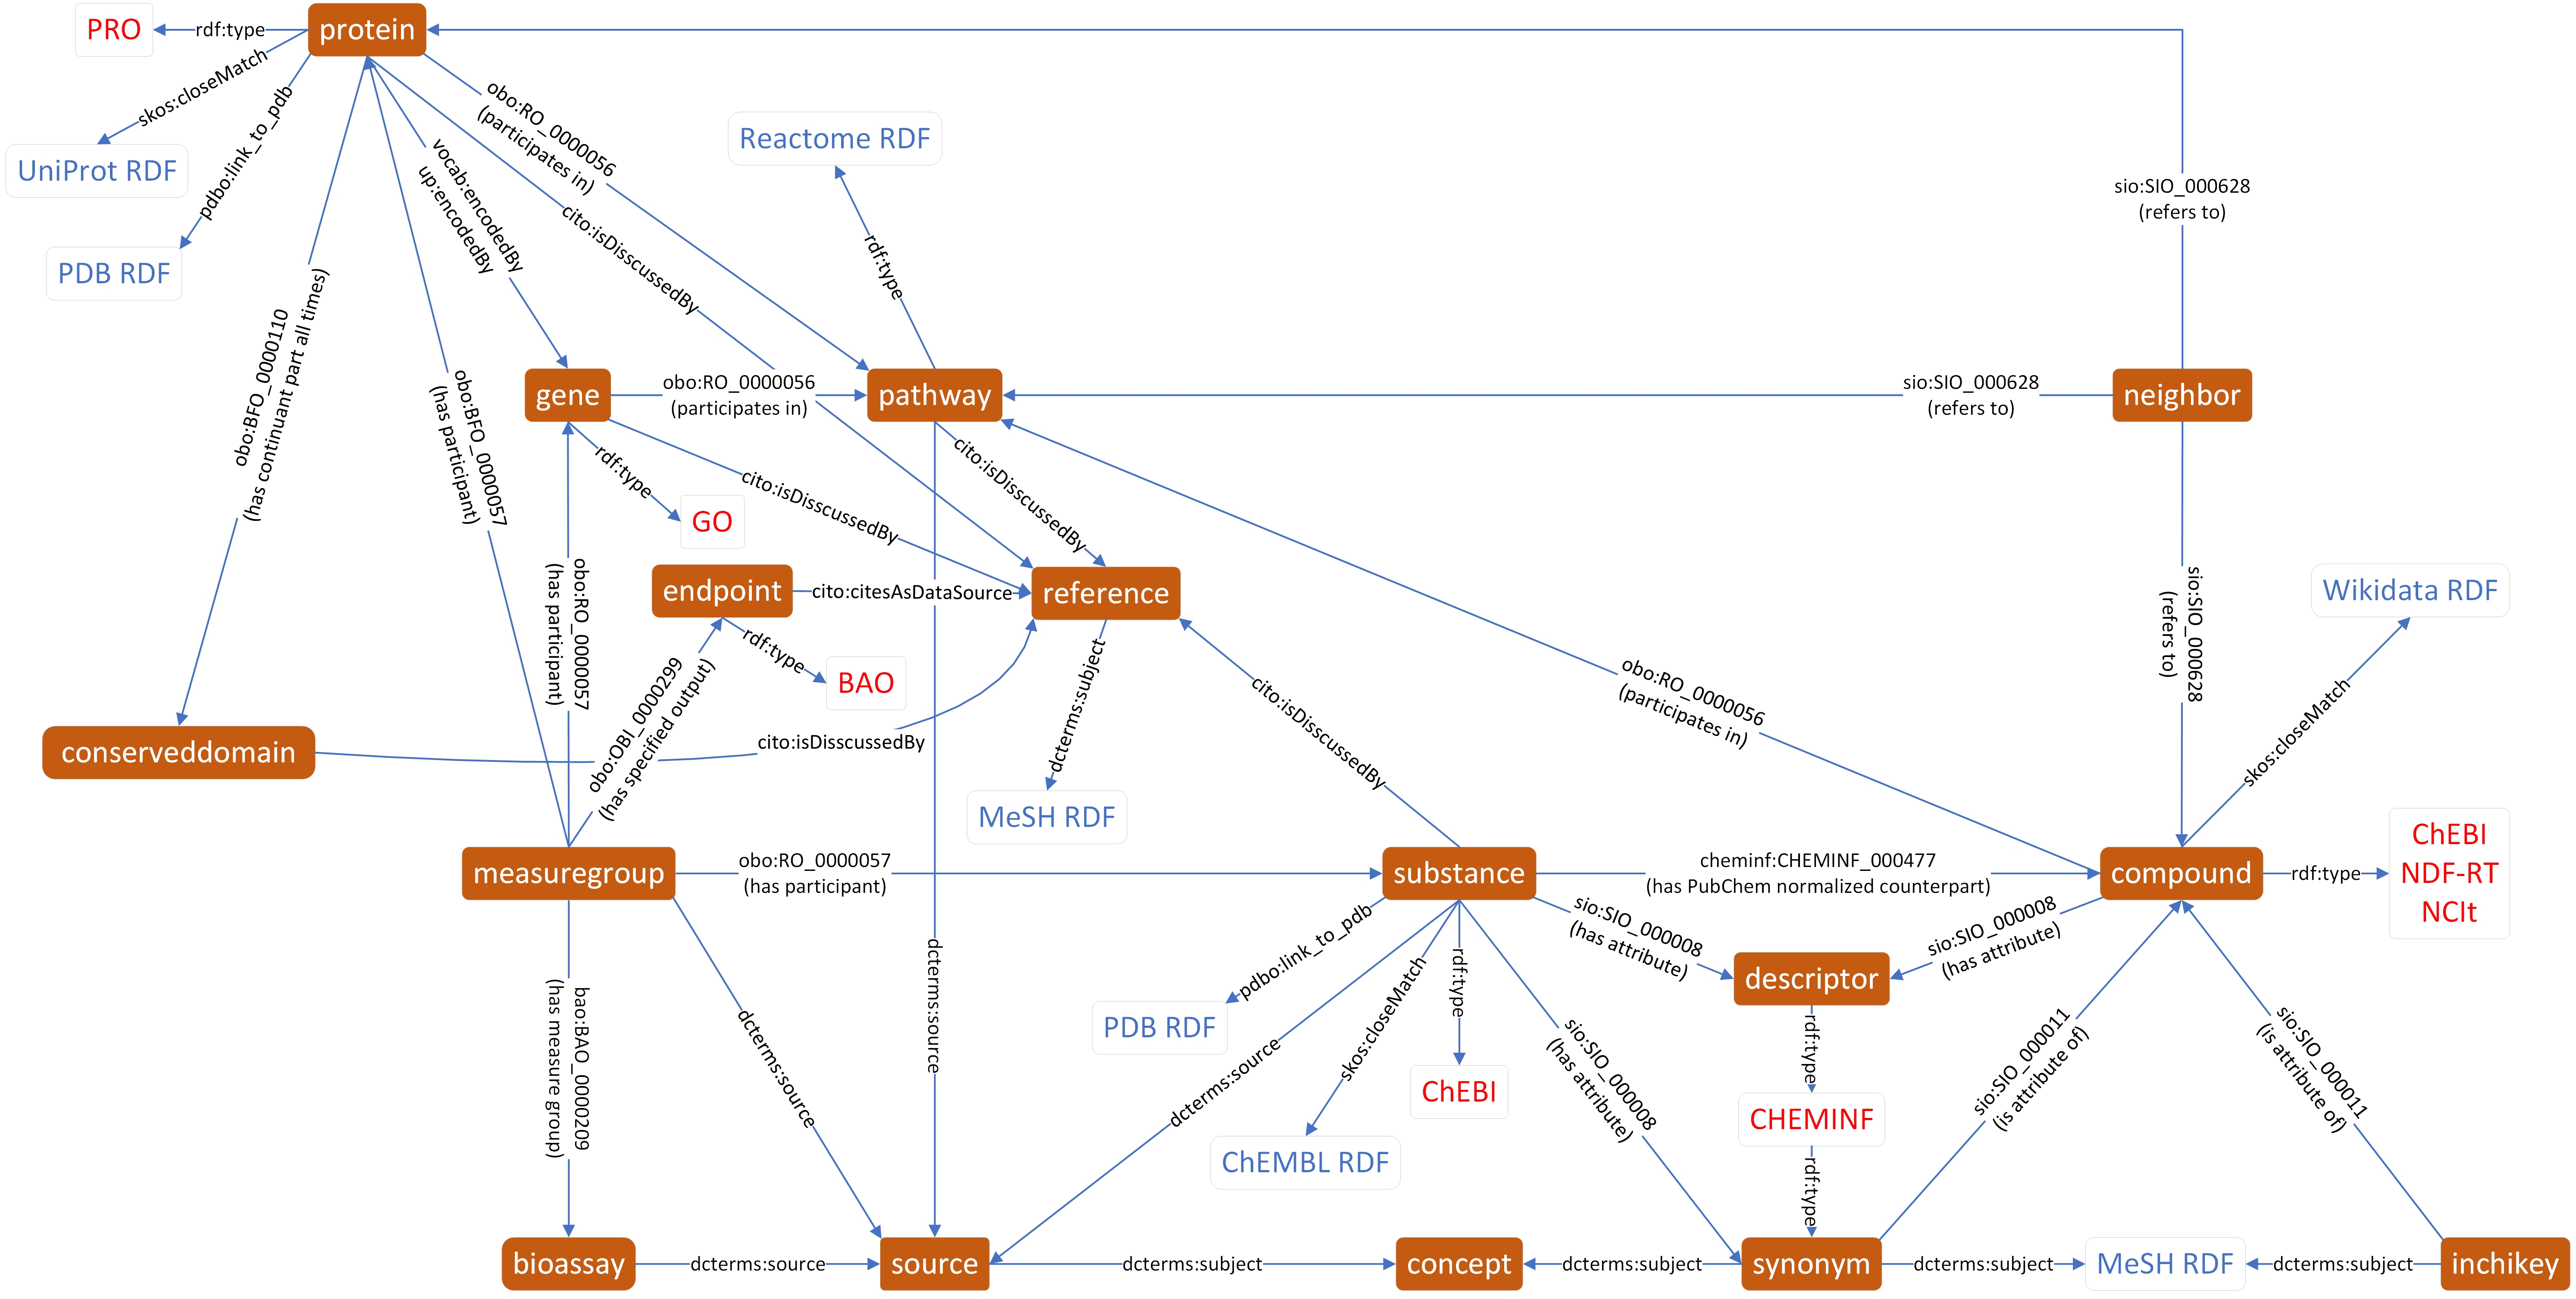 PRO
rdf:type
protein
skos:closeMatch
pdbo:link_to_pdb
UniProt RDF
PDB RDF
obo:RO_0000056
(participates in)
vocab:encodedBy
up:encodedBy
cito:isDisscussedBy
Reactome RDF
rdf:type
sio:SIO_000628
(refers to)
obo:BFO_0000110
(has continuant part all times)
obo:BFO_0000057
(has participant)
gene
obo:RO_0000056
(participates in)
pathway
sio:SIO_000628
(refers to)
neighbor
rdf:type
GO
cito:isDisscussedBy
cito:isDisscussedBy
obo:RO_0000057
(has participant)
endpoint
cito:citesAsDataSource
reference
sio:SIO_000628
(refers to)
Wikidata RDF
rdf:type
BAO
obo:OBI_0000299
(has specified output)
dcterms:subject
cito:isDisscussedBy
obo:RO_0000056
(participates in)
skos:closeMatch
conserveddomain
cito:isDisscussedBy
MeSH RDF
measuregroup
obo:RO_0000057
(has participant)
substance
cheminf:CHEMINF_000477
(has PubChem normalized counterpart)
compound
rdf:type
ChEBI
NDF-RT
NCIt
bao:BAO_0000209
(has measure group)
dcterms:source
dcterms:source
pdbo:link_to_pdb
PDB RDF
dcterms:source
skos:closeMatch
ChEMBL RDF
rdf:type
ChEBI
sio:SIO_000008
(has attribute)
sio:SIO_000008
(has attribute)
sio:SIO_000008
(has attribute)
descriptor
rdf:type
CHEMINF
rdf:type
sio:SIO_000011
(is attribute of)
sio:SIO_000011
(is attribute of)
bioassay
dcterms:source
source
dcterms:subject
concept
dcterms:subject
synonym
dcterms:subject
MeSH RDF
dcterms:subject
inchikey